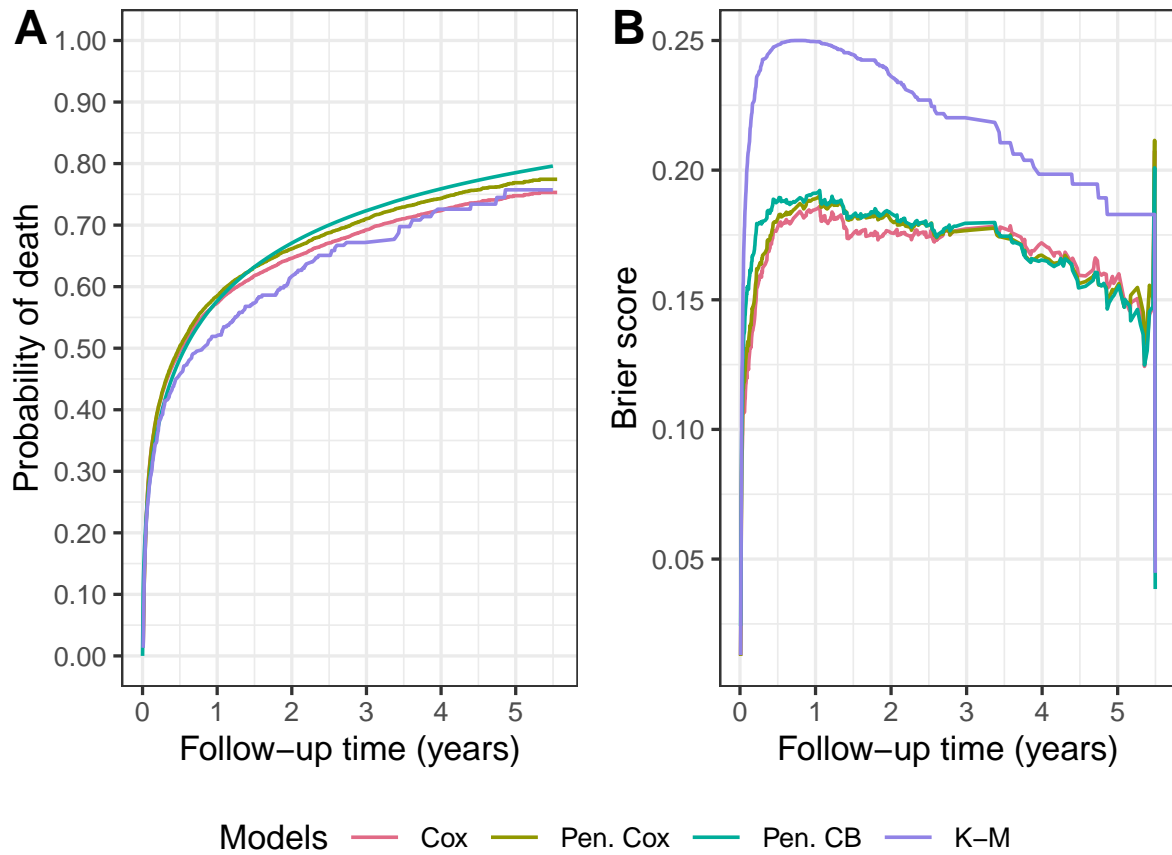 A
1.00
0.90
0.80
0.70
0.60
0.50
0.40
0.30
0.20
0.10
0.00
Probability of death
0 1 2 3 4 5
Follow−up time (years)
B
0.25
0.20
0.15
0.10
0.05
Brier score
0 1 2 3 4 5
Follow−up time (years)
Models Cox Pen. Cox Pen. CB K−M